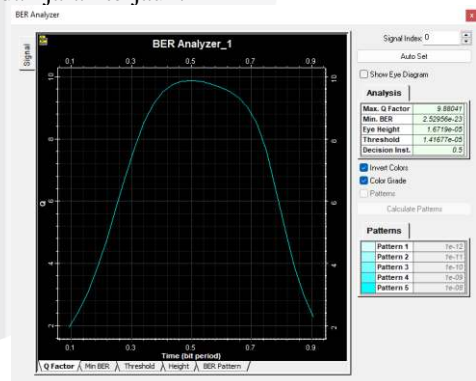 BER Analyzer
x
Signal
BER Analyzer_1
0.1 0.3 0.5 0.7 0.9
10 10
8 8
Q
6 6
4 4
2 2
0.1 0.3 0.5 0.7 0.9
Time (bit period)
Q Factor Min BER Threshold Height BER Pattern
Signal Index: 0
Auto Set
Show Eye Diagram
Analysis
Max. Q Factor 9.88041
Min. BER 2.52956e-23
Eye Height 1.6719e-05
Threshold 1.41677e-05
Decision Inst. 0.5
Invert Colors
Color Grade
Patterns
Calculate Patterns
Patterns
Pattern 1 1e-12
Pattern 2 1e-11
Pattern 3 1e-10
Pattern 4 1e-09
Pattern 5 1e-08